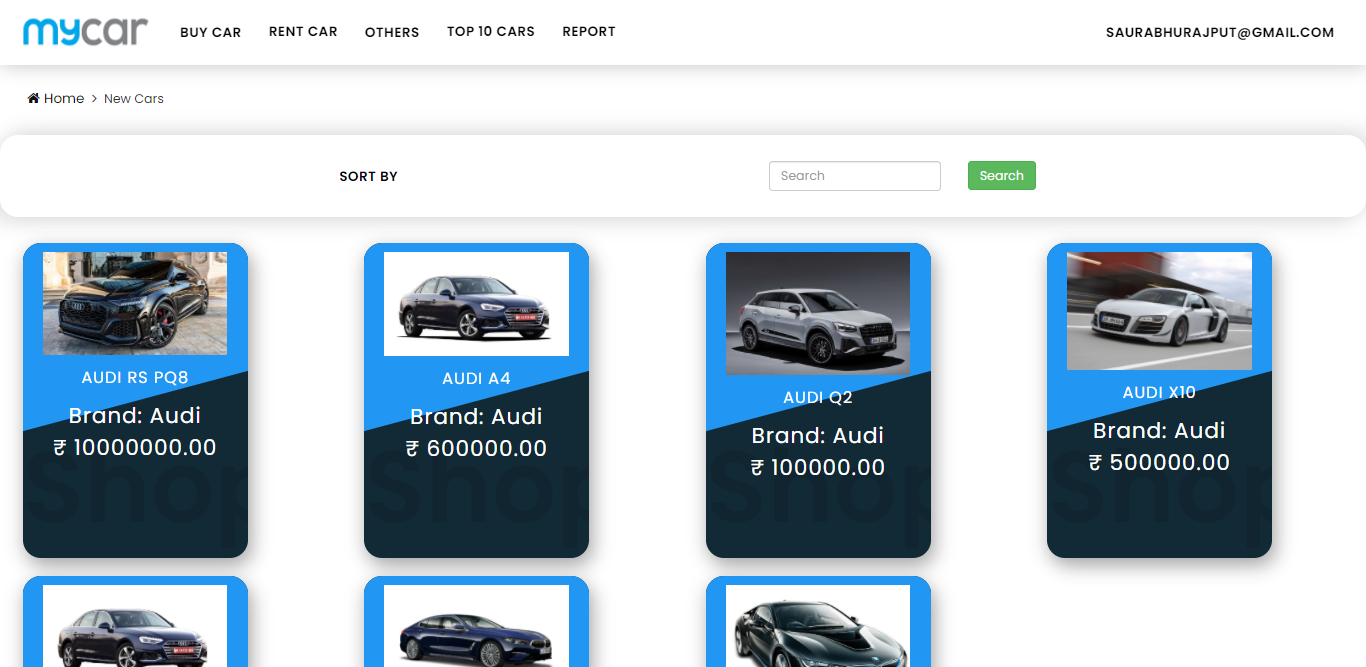 mycar
BUY CAR
RENT CAR
OTHERS
TOP 10 CARS
REPORT
SAURABHURAJPUT@GMAIL.COM
Home > New Cars
SORT BY
Search
Search
AUDI RS PQ8
Brand: Audi
₹ 10000000.00
Shop
AUDI A4
Brand: Audi
₹ 600000.00
Shop
AUDI Q2
Brand: Audi
₹ 100000.00
Shop
AUDI X10
Brand: Audi
₹ 500000.00
Shop